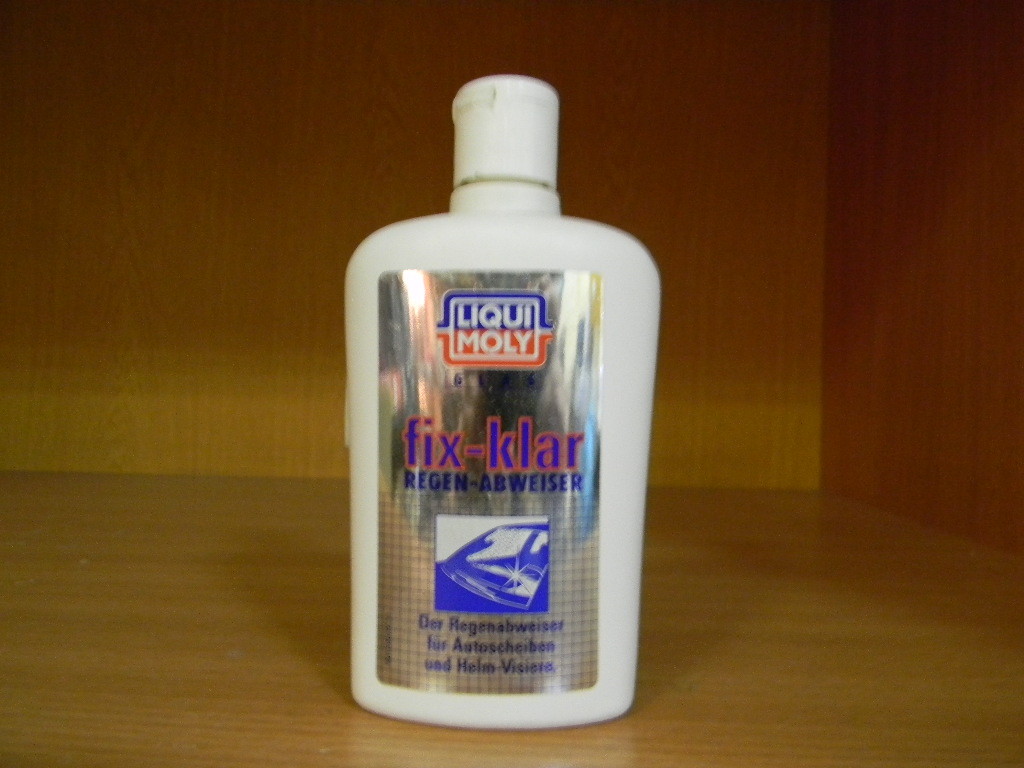 LIQUI
MOLY
GLAS
fix-klar
REGEN-ABWEISER
Der Regenabweiser
für Autoscheiben
und Helm-Visiere.